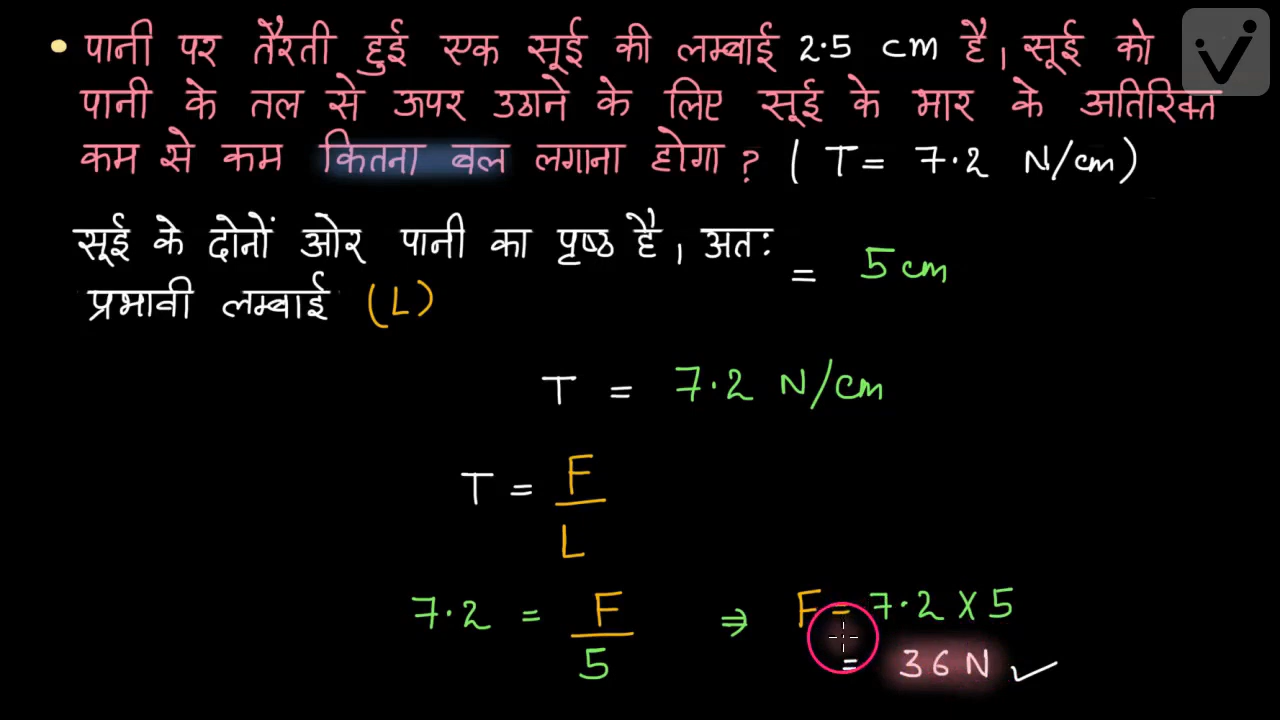 • पानी पर तैरती हुई एक सूई की लम्बाई 2.5 cm है, सूई को
पानी के तल से ऊपर उठाने के लिए सूई के भार के अतिरिक्त
कम से कम कितना बल लगाना होगा? (T = 7.2 N/cm)
सूई के दोनों ओर पानी का पृष्ठ है, अतः
प्रभावी लम्बाई (L) = 5 cm
T = 7.2 N/cm
T = F/L
7.2 = F/5 ⇒ F = 7.2 × 5
= 36 N ✓